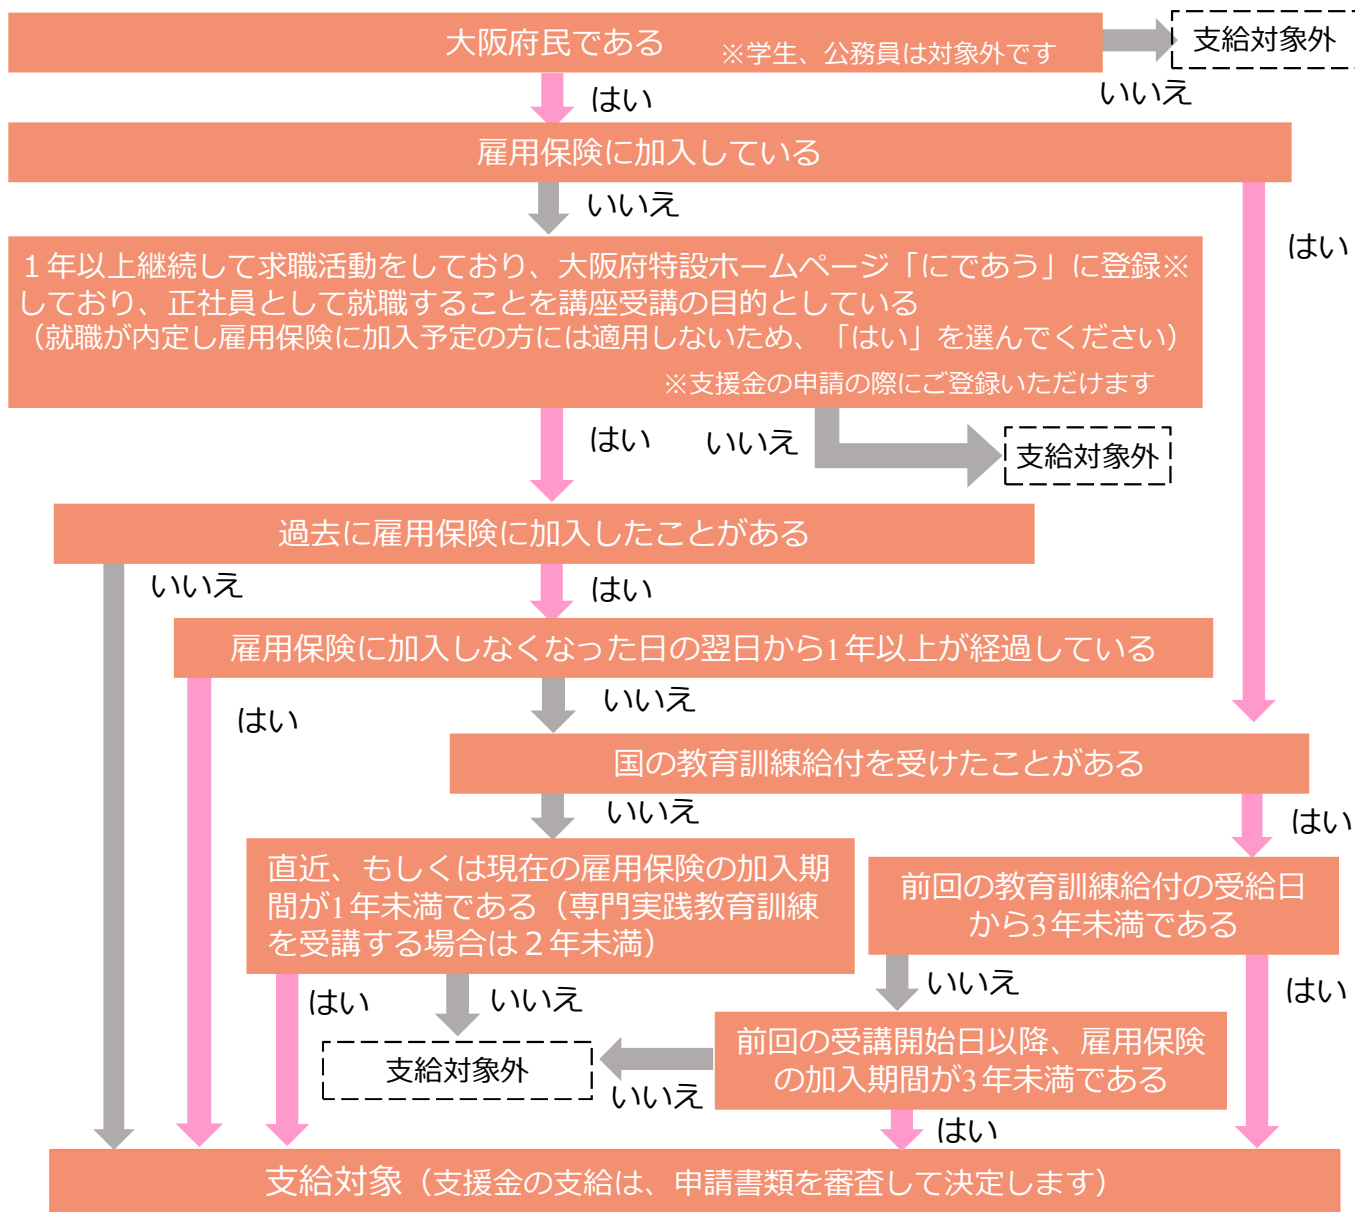 大阪府民である ※学生、公務員は対象外です
支給対象外
いいえ
はい
雇用保険に加入している
いいえ
はい
１年以上継続して求職活動をしており、大阪府特設ホームページ「にであう」に登録※
しており、正社員として就職することを講座受講の目的としている
（就職が内定し雇用保険に加入予定の方には適用しないため、「はい」を選んでください）
※支援金の申請の際にご登録いただけます
はい
いいえ
支給対象外
過去に雇用保険に加入したことがある
いいえ
はい
雇用保険に加入しなくなった日の翌日から1年以上が経過している
はい
いいえ
国の教育訓練給付を受けたことがある
いいえ
はい
直近、もしくは現在の雇用保険の加入期
間が1年未満である（専門実践教育訓練
を受講する場合は２年未満）
前回の教育訓練給付の受給日
から3年未満である
はい
いいえ
いいえ
はい
支給対象外
前回の受講開始日以降、雇用保険
の加入期間が3年未満である
いいえ
はい
支給対象（支援金の支給は、申請書類を審査して決定します）